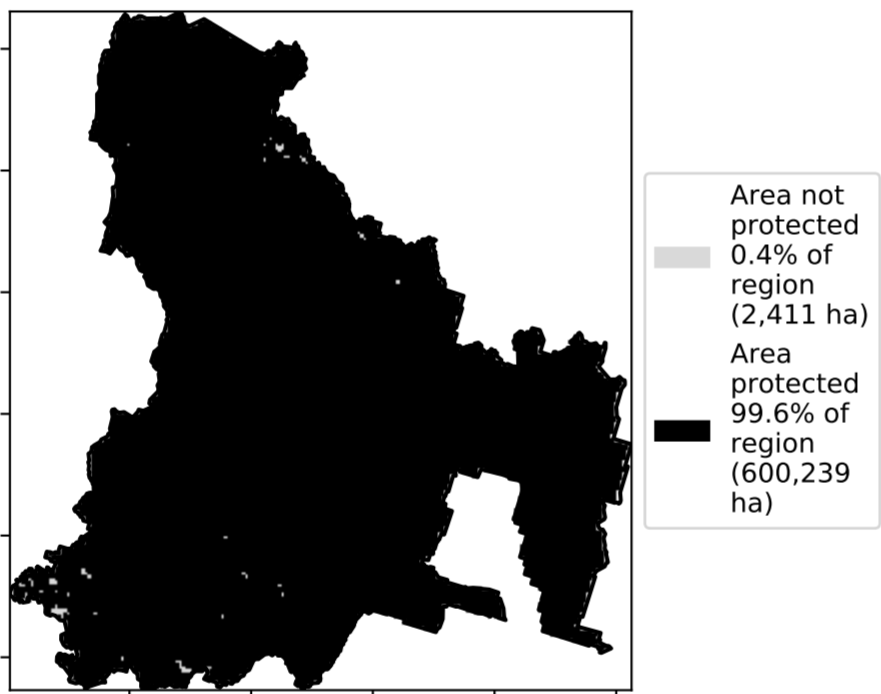 Area not
protected
0.4% of
region
(2,411 ha)
Area
protected
99.6% of
region
(600,239
ha)